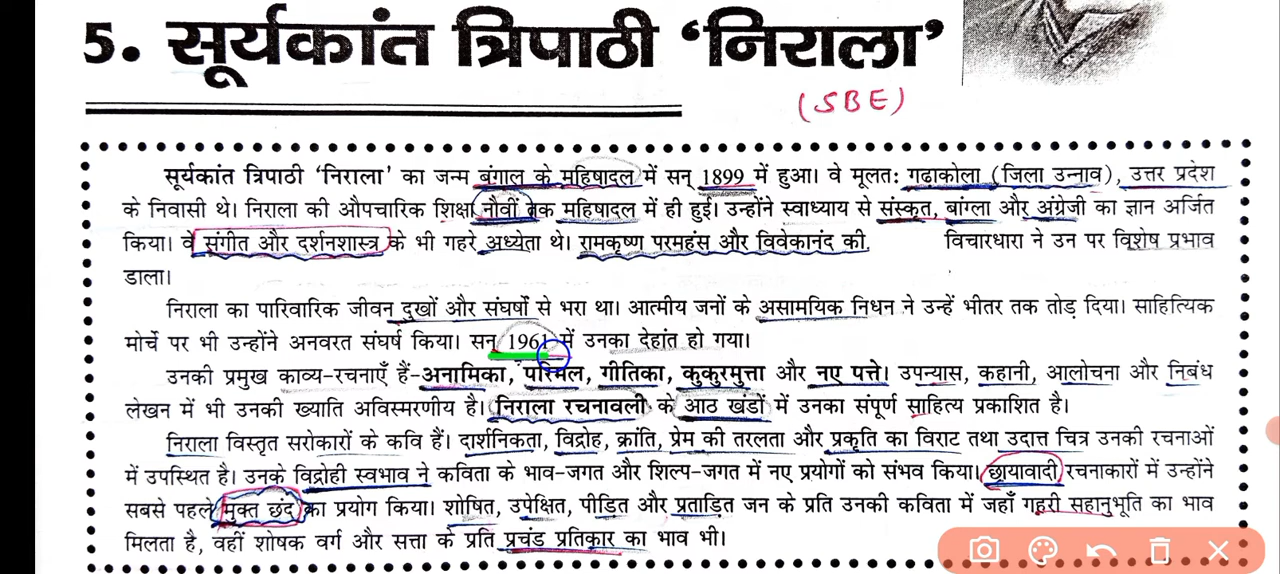 5. सूर्यकांत त्रिपाठी ‘निराला’
(SBE)
सूर्यकांत त्रिपाठी ‘निराला’ का जन्म बंगाल के महिषादल में सन् 1899 में हुआ। वे मूलतः गढ़ाकोला (जिला उन्नाव), उत्तर प्रदेश
के निवासी थे। निराला की औपचारिक शिक्षा नौवीं तक महिषादल में ही हुई। उन्होंने स्वाध्याय से संस्कृत, बांग्ला और अंग्रेजी का ज्ञान अर्जित
किया। वे संगीत और दर्शनशास्त्र के भी गहरे अध्येता थे। रामकृष्ण परमहंस और विवेकानंद की विचारधारा ने उन पर विशेष प्रभाव
डाला।
निराला का पारिवारिक जीवन दुखों और संघर्षों से भरा था। आत्मीय जनों के असामयिक निधन ने उन्हें भीतर तक तोड़ दिया। साहित्यिक
मोर्चे पर भी उन्होंने अनवरत संघर्ष किया। सन् 1961 में उनका देहांत हो गया।
उनकी प्रमुख काव्य-रचनाएँ हैं-अनामिका, परिमल, गीतिका, कुकुरमुत्ता और नए पत्ते। उपन्यास, कहानी, आलोचना और निबंध
लेखन में भी उनकी ख्याति अविस्मरणीय है। निराला रचनावली के आठ खंडों में उनका संपूर्ण साहित्य प्रकाशित है।
निराला विस्तृत सरोकारों के कवि हैं। दार्शनिकता, विद्रोह, क्रांति, प्रेम की तरलता और प्रकृति का विराट तथा उदात्त चित्र उनकी रचनाओं
में उपस्थित है। उनके विद्रोही स्वभाव ने कविता के भाव-जगत और शिल्प-जगत में नए प्रयोगों को संभव किया। छायावादी रचनाकारों में उन्होंने
सबसे पहले मुक्त छंद का प्रयोग किया। शोषित, उपेक्षित, पीड़ित और प्रताड़ित जन के प्रति उनकी कविता में जहाँ गहरी सहानुभूति का भाव
मिलता है, वहीं शोषक वर्ग और सत्ता के प्रति प्रचंड प्रतिकार का भाव भी।